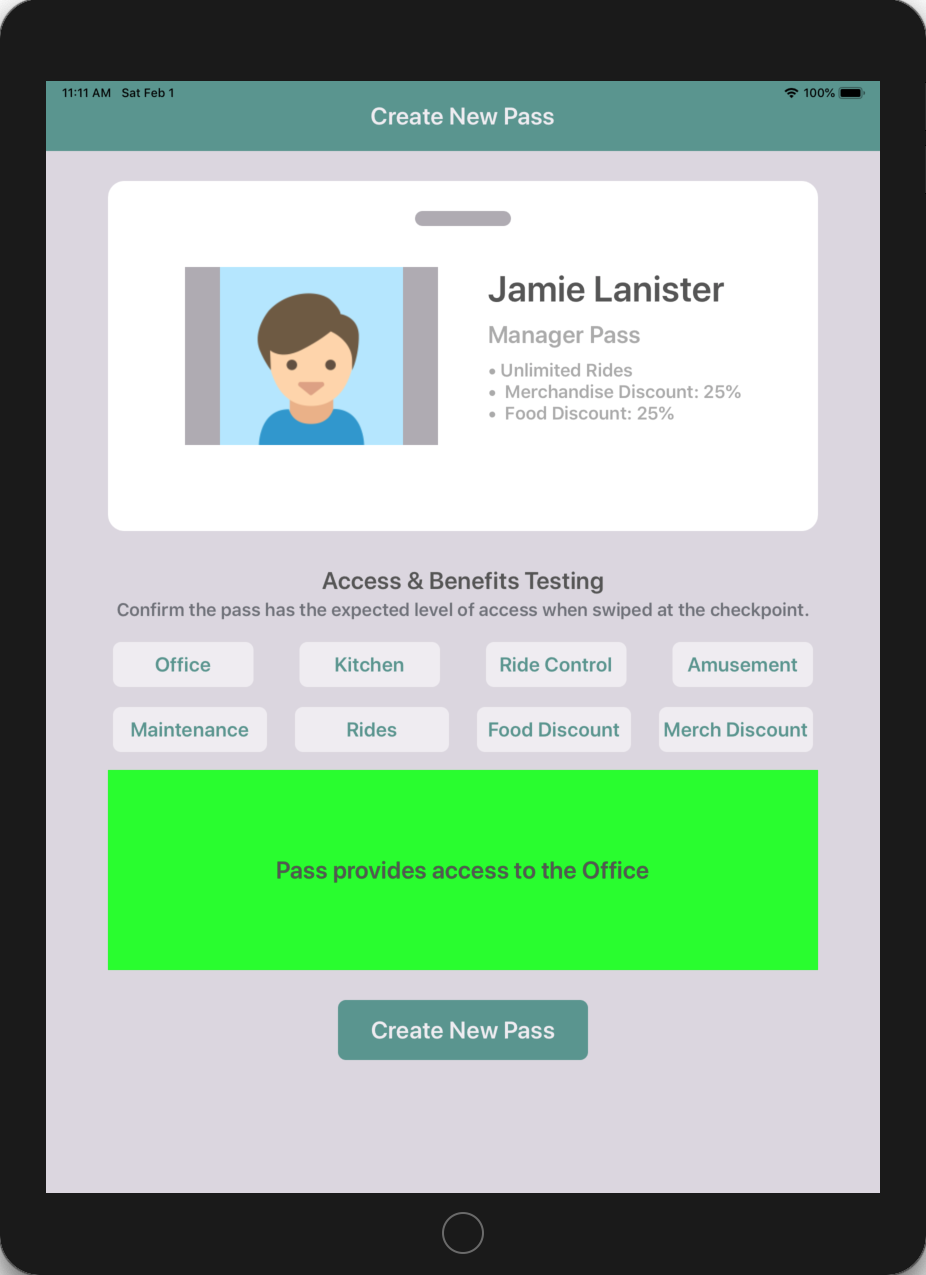 11:11 AM Sat Feb 1
100%
Create New Pass
Jamie Lanister
Manager Pass
• Unlimited Rides
• Merchandise Discount: 25%
• Food Discount: 25%
Access & Benefits Testing
Confirm the pass has the expected level of access when swiped at the checkpoint.
Office
Kitchen
Ride Control
Amusement
Maintenance
Rides
Food Discount
Merch Discount
Pass provides access to the Office
Create New Pass